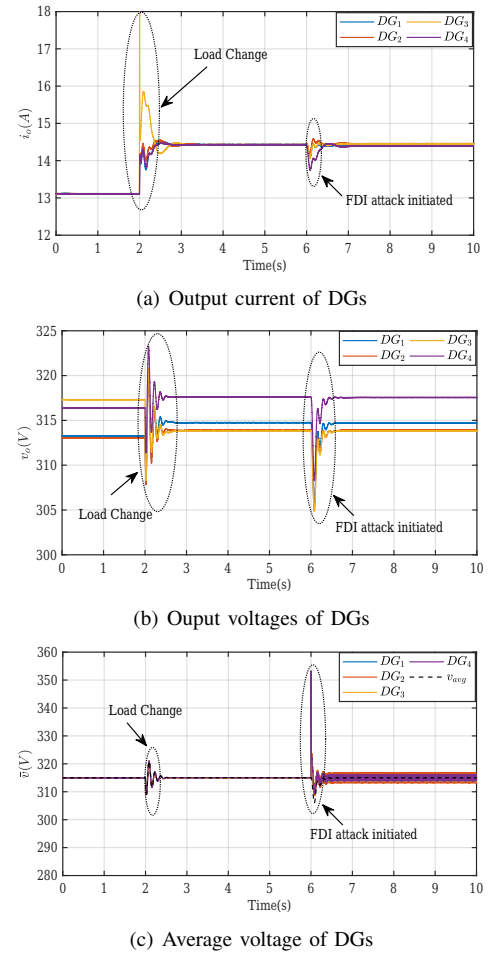 18
17
16
15
14
13
12
i_o(A)
DG_1 DG_3
DG_2 DG_4
Load Change
FDI attack initiated
0 1 2 3 4 5 6 7 8 9 10
Time(s)
(a) Output current of DGs
325
320
315
310
305
300
v_o(V)
DG_1 DG_3
DG_2 DG_4
Load Change
FDI attack initiated
0 1 2 3 4 5 6 7 8 9 10
Time(s)
(b) Ouput voltages of DGs
360
350
340
330
320
310
300
290
280
v̄(V)
DG_1 DG_4
DG_2 v_avg
DG_3
Load Change
FDI attack initiated
0 1 2 3 4 5 6 7 8 9 10
Time(s)
(c) Average voltage of DGs